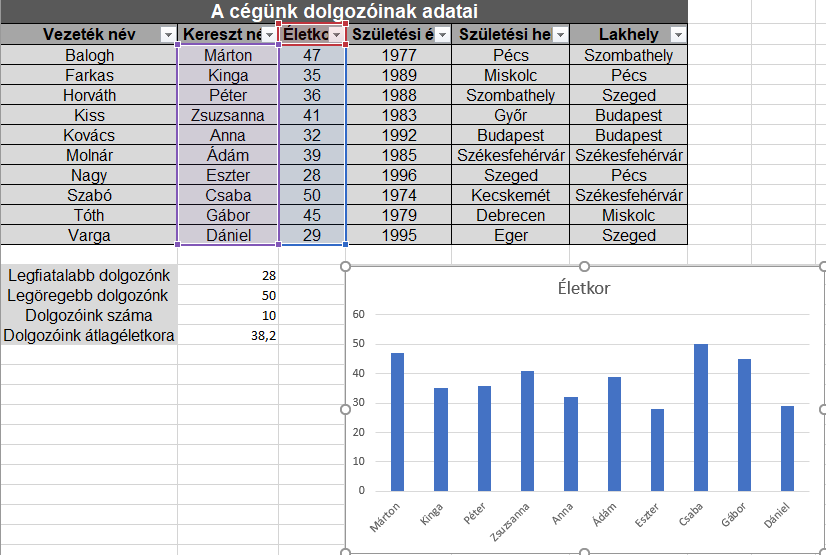 A cégünk dolgozóinak adatai
Vezeték név Kereszt né Életko Születési é Születési he Lakhely
Balogh Márton 47 1977 Pécs Szombathely
Farkas Kinga 35 1989 Miskolc Pécs
Horváth Péter 36 1988 Szombathely Szeged
Kiss Zsuzsanna 41 1983 Győr Budapest
Kovács Anna 32 1992 Budapest Budapest
Molnár Ádám 39 1985 Székesfehérvár Székesfehérvár
Nagy Eszter 28 1996 Szeged Pécs
Szabó Csaba 50 1974 Kecskemét Székesfehérvár
Tóth Gábor 45 1979 Debrecen Miskolc
Varga Dániel 29 1995 Eger Szeged
Legfiatalabb dolgozónk 28
Legöregebb dolgozónk 50
Dolgozóink száma 10
Dolgozóink átlagéletkora 38,2
Életkor
60
50
40
30
20
10
0
Márton Kinga Péter Zsuzsanna Anna Ádám Eszter Csaba Gábor Dániel